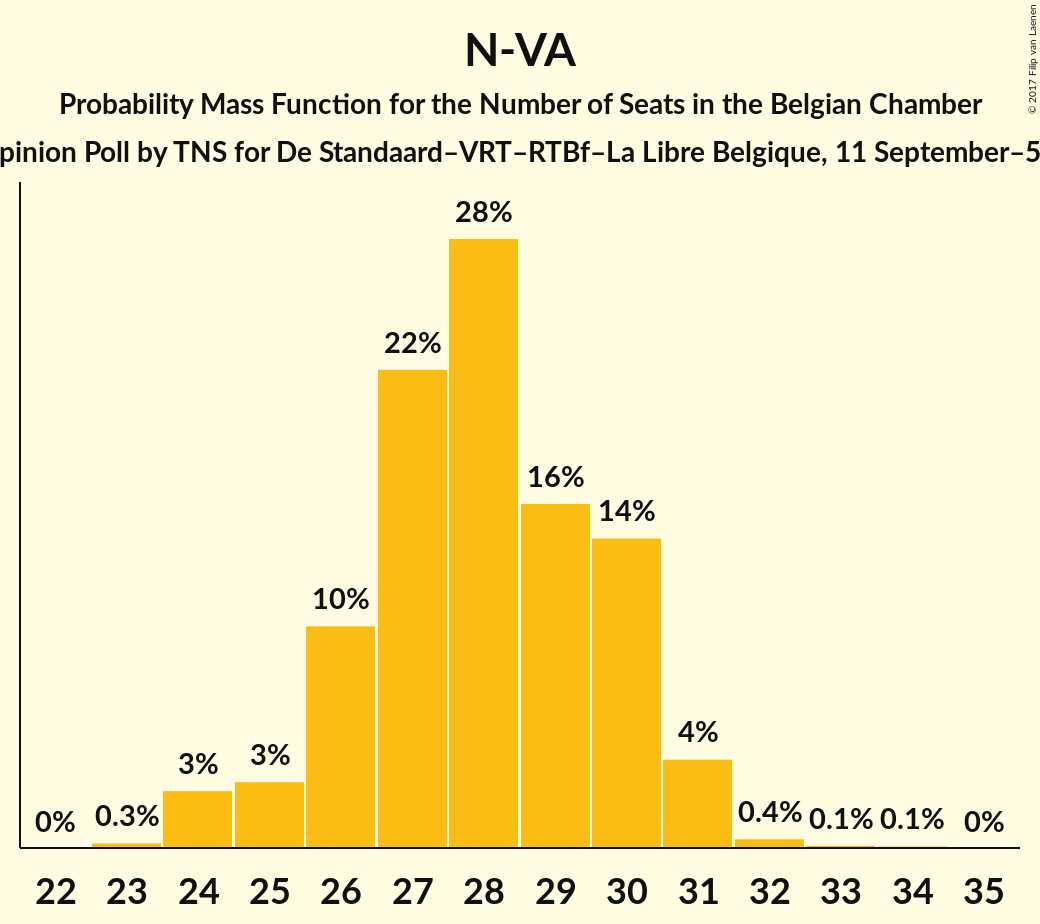 N-VA
Probability Mass Function for the Number of Seats in the Belgian Chamber
pinion Poll by TNS for De Standaard–VRT–RTBf–La Libre Belgique, 11 September–5
© 2017 Filip van Laenen
28%
22%
16%
14%
10%
4%
3%
3%
0%
0.3%
0.4%
0.1%
0.1%
0%
22 23 24 25 26 27 28 29 30 31 32 33 34 35